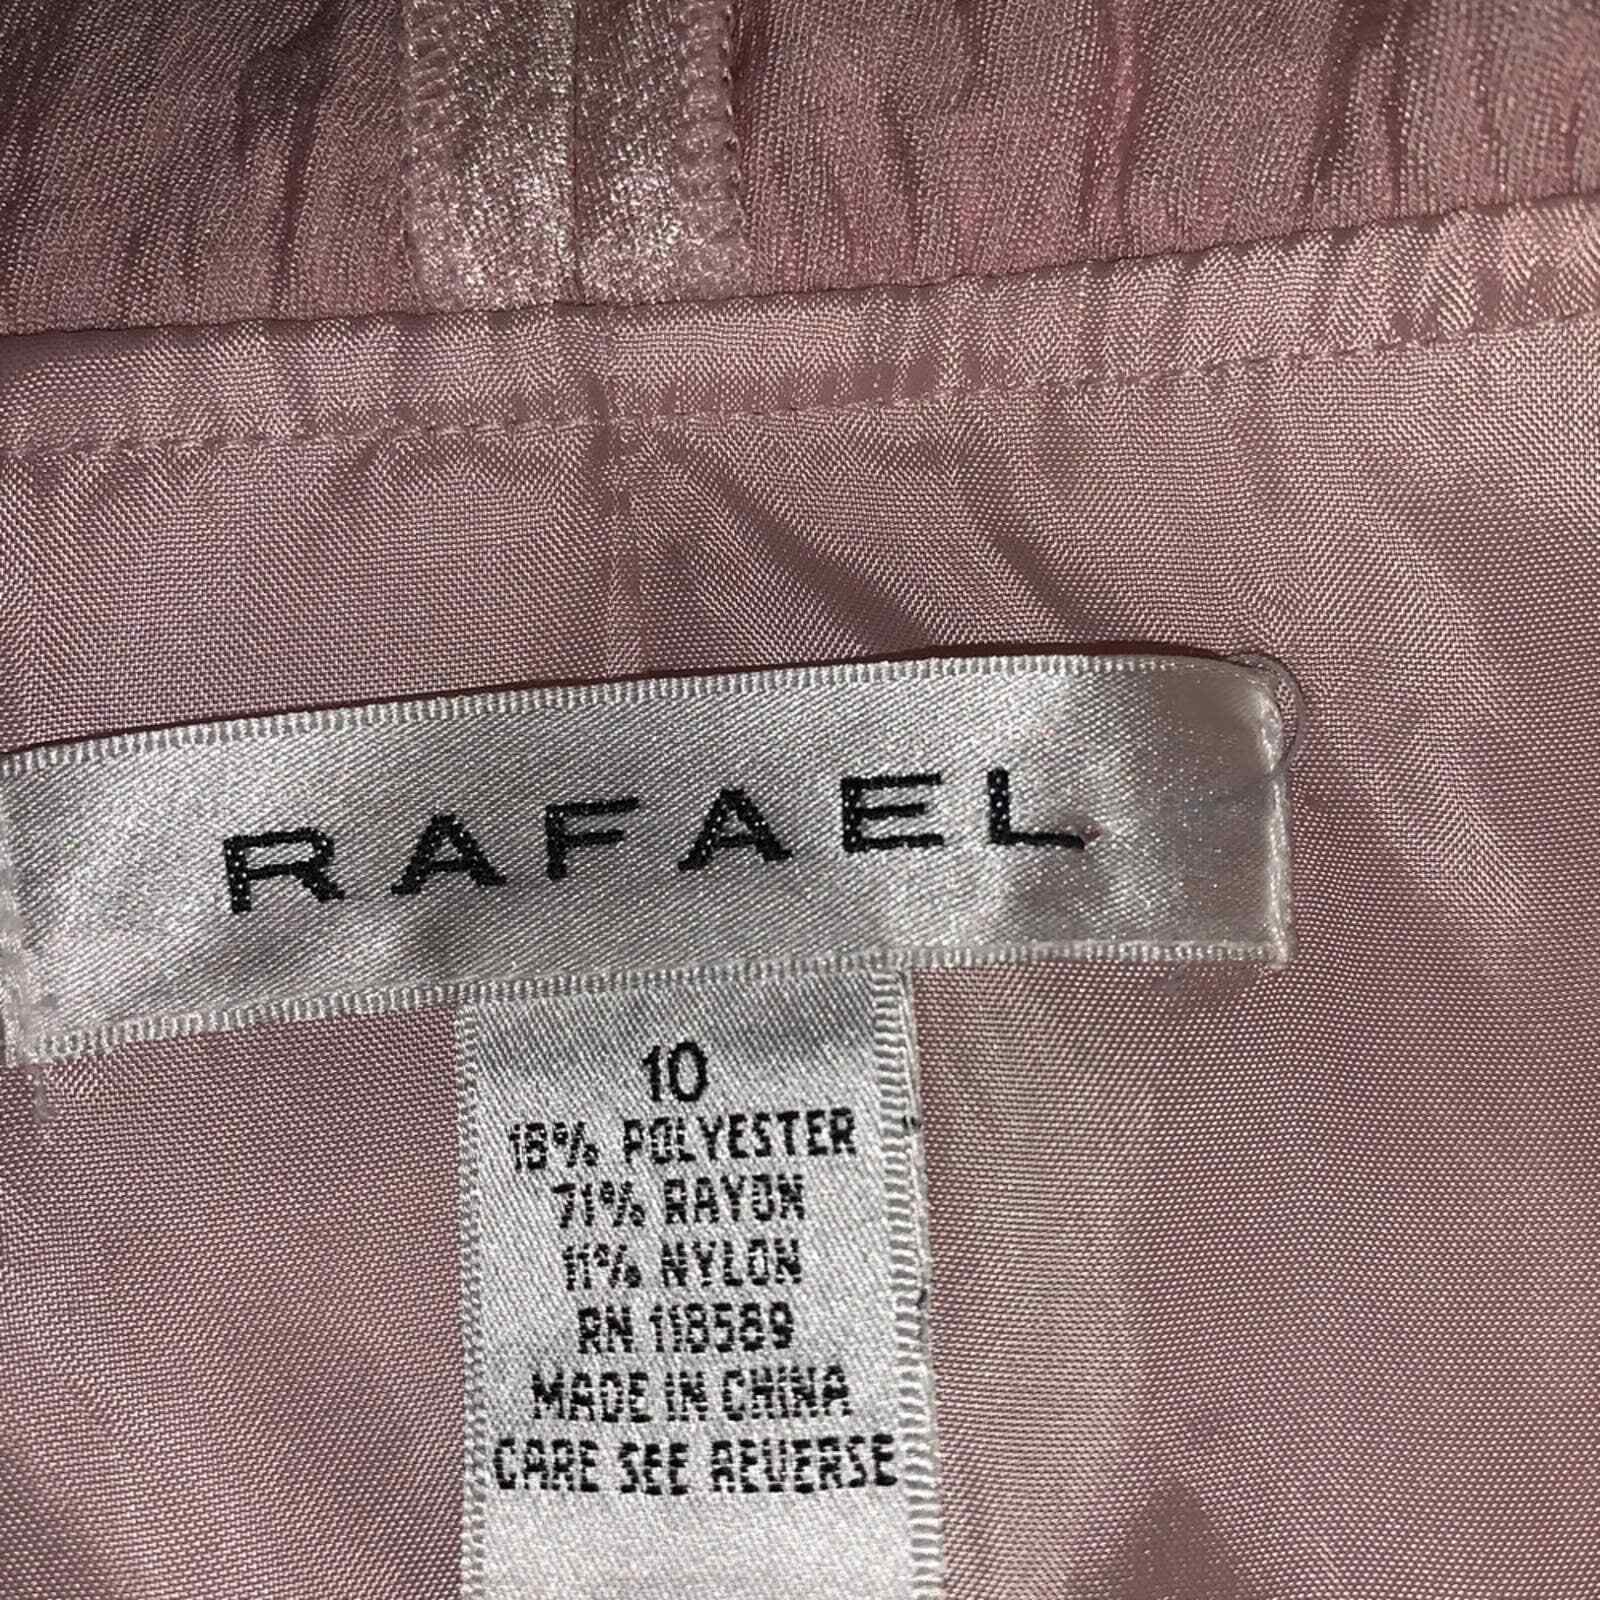 RAFAEL
10
18% POLYESTER
71% RAYON
11% NYLON
RN 118589
MADE IN CHINA
CARE SEE REVERSE